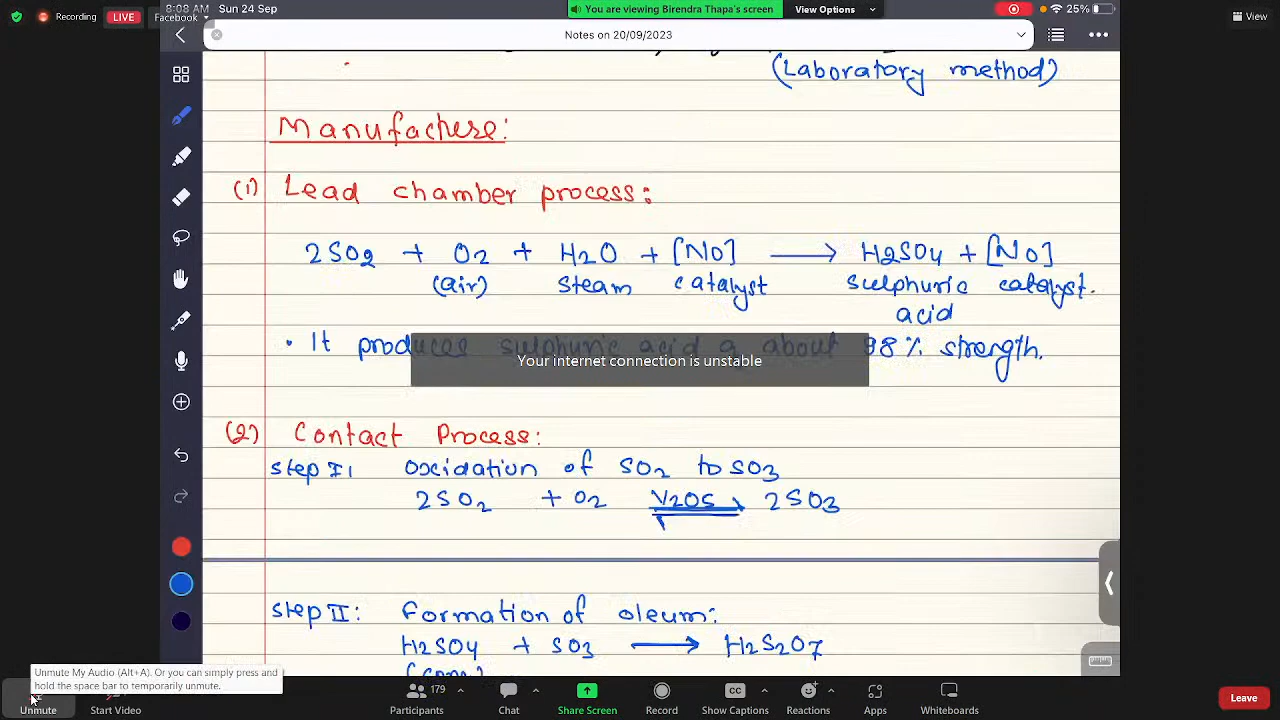 8:08 AM Sun 24 Sep
You are viewing Birendra Thapa's screen View Options
25%
Recording LIVE Facebook
View
Notes on 20/09/2023
(Laboratory method)
Manufacture:
(1) Lead chamber process:
2SO2 + O2 + H2O + [NO] ⟶ H2SO4 + [NO]
(air) steam catalyst sulphuric catalyst.
acid
• It produces sulphuric acid of about 98% strength.
Your internet connection is unstable
(2) Contact Process:
step I: Oxidation of SO2 to SO3
2SO2 + O2 V2O5 2SO3
step II: Formation of oleum:
H2SO4 + SO3 ⟶ H2S2O7
Unmute My Audio (Alt+A). Or you can simply press and
hold the space bar to temporarily unmute.
179
CC
Unmute Start Video Participants Chat Share Screen Record Show Captions Reactions Apps Whiteboards Leave